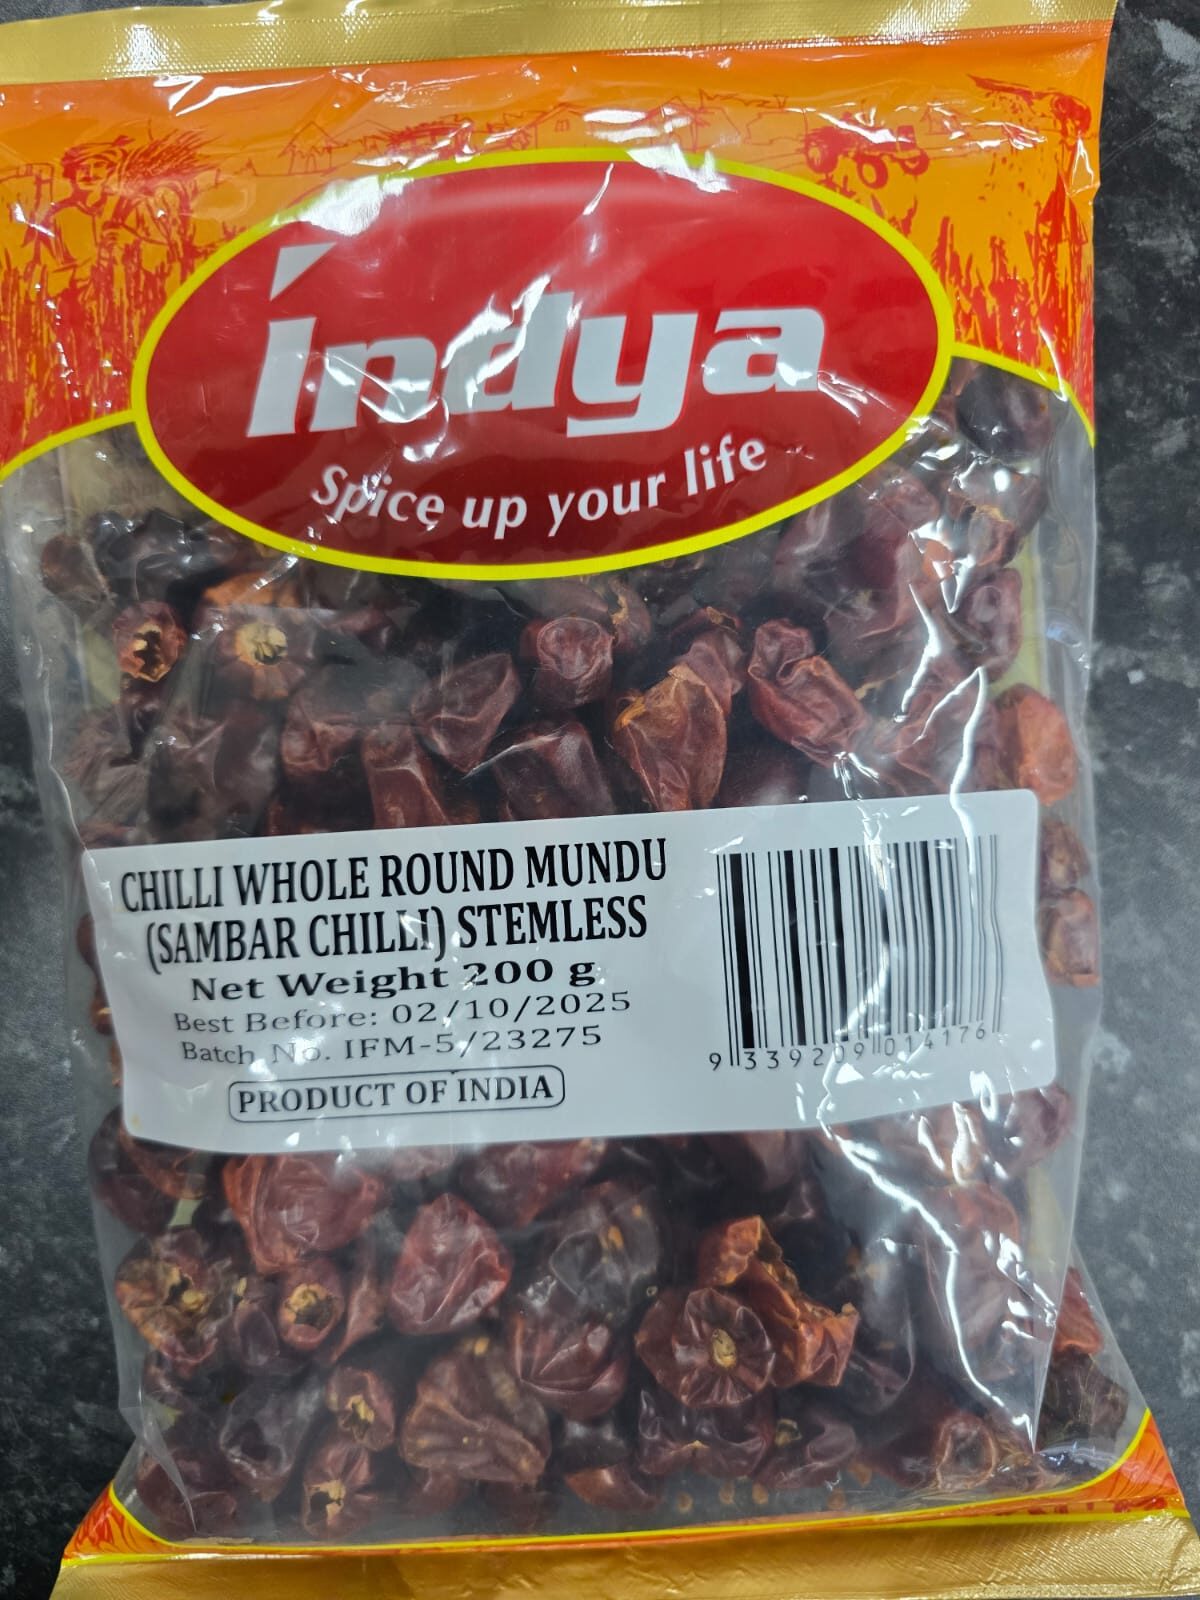 indya
Spice up your life
CHILLI WHOLE ROUND MUNDU
(SAMBAR CHILLI) STEMLESS
Net Weight 200 g
Best Before: 02/10/2025
Batch No. IFM-5/23275
PRODUCT OF INDIA
9 339209 014176